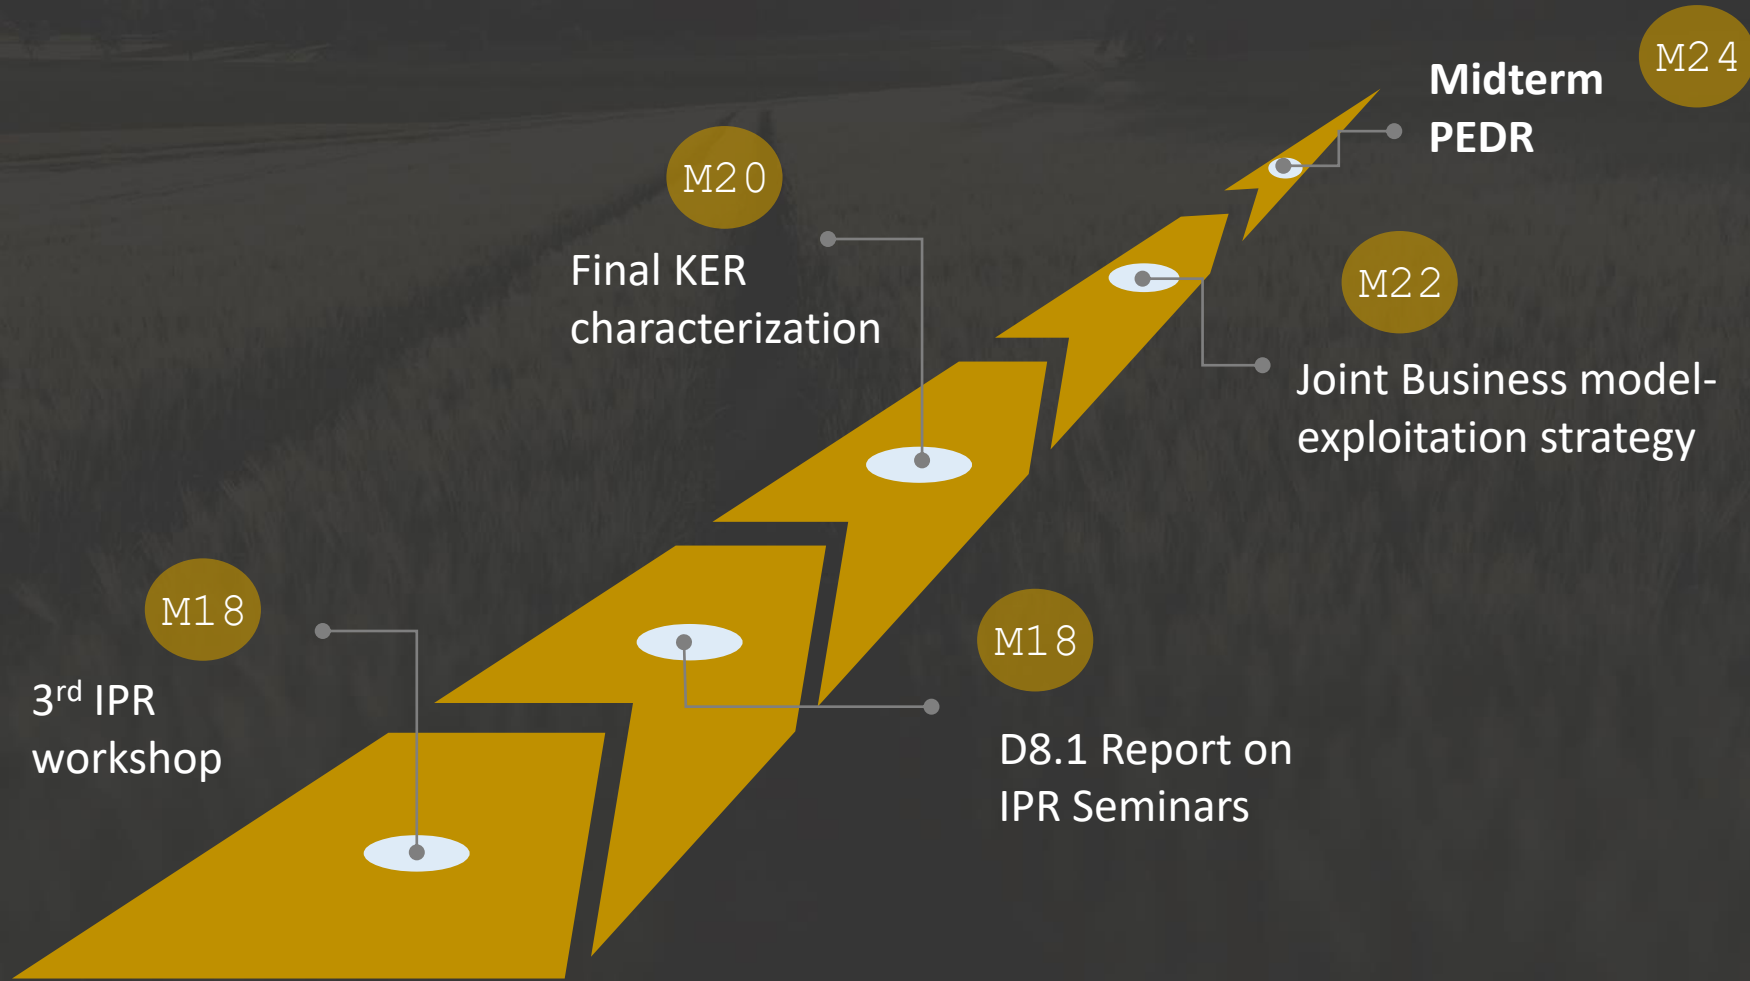 M24
Midterm
PEDR
M20
Final KER
characterization
M22
Joint Business model-
exploitation strategy
M18
3rd IPR
workshop
M18
D8.1 Report on
IPR Seminars